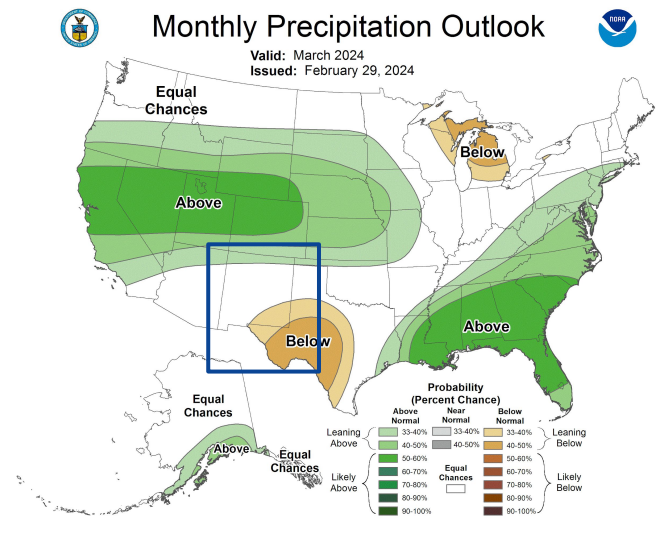 Monthly Precipitation Outlook
Valid: March 2024
Issued: February 29, 2024
NOAA
Equal
Chances
Below
Above
Above
Below
Equal
Chances
Above
Equal
Chances
Probability
(Percent Chance)
Above Normal
Near Normal
Below Normal
Leaning Above
33-40% 33-40% 33-40%
40-50% 40-50% 40-50%
Leaning Below
Likely Above
50-60% 50-60%
60-70% 60-70%
70-80% 70-80%
80-90% 80-90%
90-100% 90-100%
Equal Chances
Likely Below